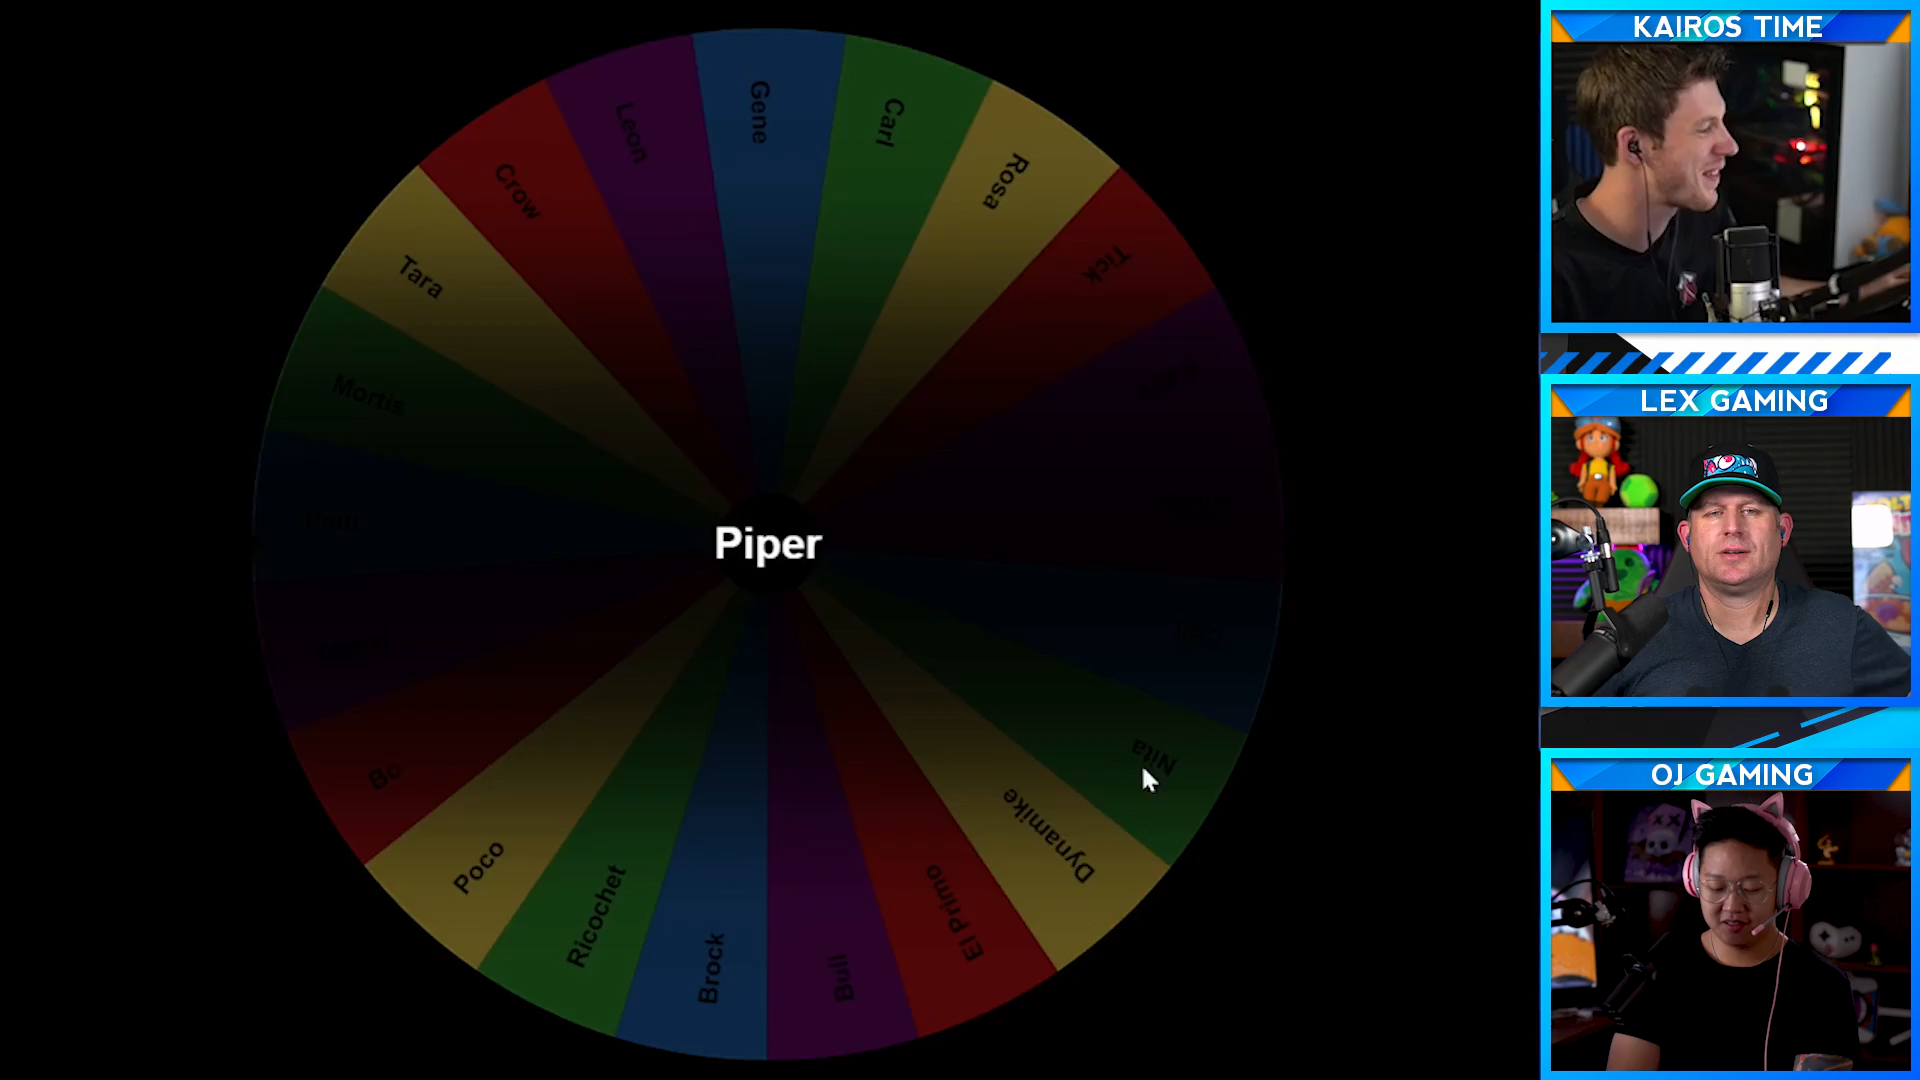 KAIROS TIME
Gene
Carl
Leon
Rosa
Crow
Tick
Tara
Mortis
LEX GAMING
Piper
Nita
OJ GAMING
Bo
Dynamike
Poco
El Primo
Ricochet
Brock
Bull